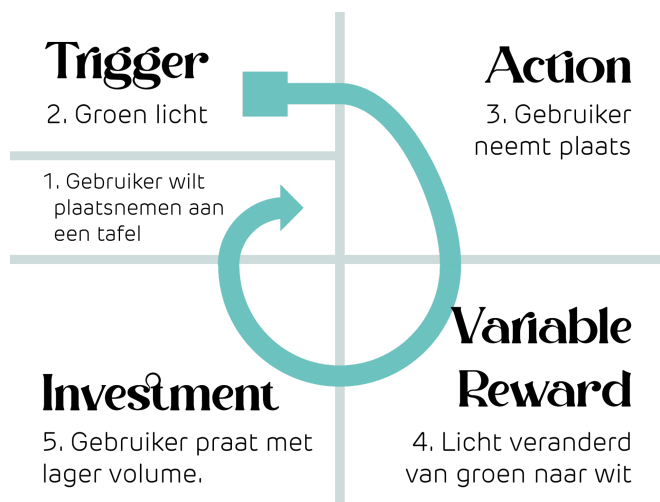 Trigger
2. Groen licht
1. Gebruiker wilt
plaatsnemen aan
een tafel
Action
3. Gebruiker
neemt plaats
Variable
Reward
4. Licht veranderd
van groen naar wit
Investment
5. Gebruiker praat met
lager volume.